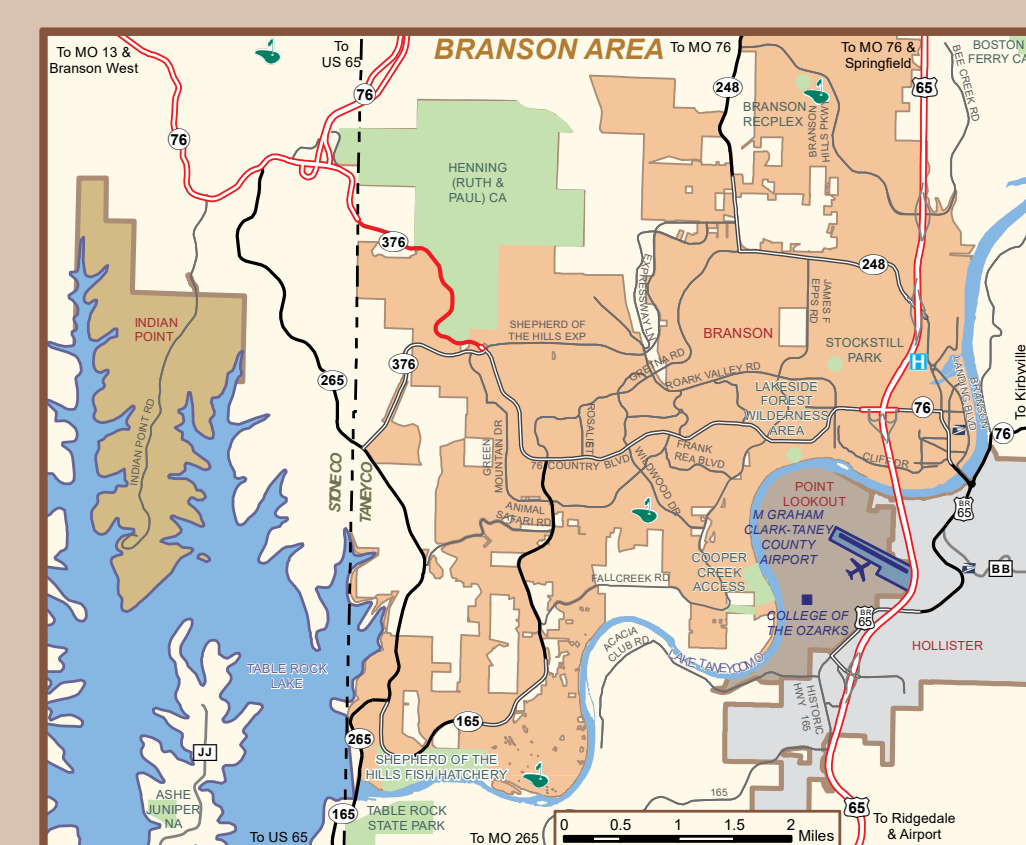 BRANSON AREA
To MO 13 &
Branson West
To
US 65
To MO 76
To MO 76 &
Springfield
BOSTON
FERRY CA
BEE CREEK RD
76
248
65
BRANSON
RECPLEX
BRANSON
HILLS PKWY
76
HENNING
(RUTH &
PAUL) CA
376
248
EXPRESSWAY LN
JAMES F
EPPS RD
INDIAN
POINT
SHEPHERD OF
THE HILLS EXP
BRANSON
STOCKSTILL
PARK
H
376
GRETNA RD
ROARK VALLEY RD
265
LAKESIDE
FOREST
WILDERNESS
AREA
76
BRANSON
LANDING BLVD
To Kirbyville
76
INDIAN POINT RD
ROSALIE ST
GREEN
MOUNTAIN DR
FRANK
REA BLVD
76 COUNTRY BLVD
WILDWOOD DR
CLIFF DR
STONE CO
TANEY CO
POINT
LOOKOUT
M GRAHAM
CLARK-TANEY
COUNTY
AIRPORT
BR
65
ANIMAL
SAFARI RD
COOPER
CREEK
ACCESS
FALLCREEK RD
BB
COLLEGE OF
THE OZARKS
BR
65
ACACIA
CLUB RD
LAKE TANEYCOMO
HOLLISTER
TABLE ROCK
LAKE
HISTORIC
HWY 165
165
265
JJ
SHEPHERD OF THE
HILLS FISH HATCHERY
ASHE
JUNIPER
NA
165
165
TABLE ROCK
STATE PARK
65
To Ridgedale
& Airport
To US 65
To MO 265
0 0.5 1 1.5 2
Miles